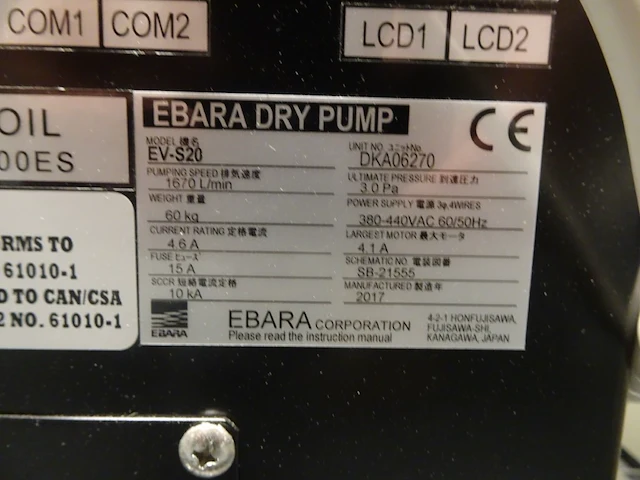 COM1 COM2 LCD1 LCD2
OIL
00ES
RMS TO
61010-1
D TO CAN/CSA
2 NO. 61010-1
EBARA DRY PUMP
CE
MODEL 機名
EV-S20
UNIT NO. ユニットNo.
DKA06270
PUMPING SPEED 排気速度
1670 L/min
ULTIMATE PRESSURE 到達圧力
3.0 Pa
WEIGHT 重量
60 kg
POWER SUPPLY 電源 3φ,4WIRES
380-440VAC 60/50Hz
CURRENT RATING 定格電流
4.6 A
LARGEST MOTOR 最大モータ
4.1 A
FUSE ヒューズ
15 A
SCHEMATIC NO. 電装図番
SB-21555
SCCR 短絡電流定格
10 kA
MANUFACTURED 製造年
2017
EBARA
EBARA CORPORATION
Please read the instruction manual
4-2-1 HONFUJISAWA,
FUJISAWA-SHI,
KANAGAWA, JAPAN